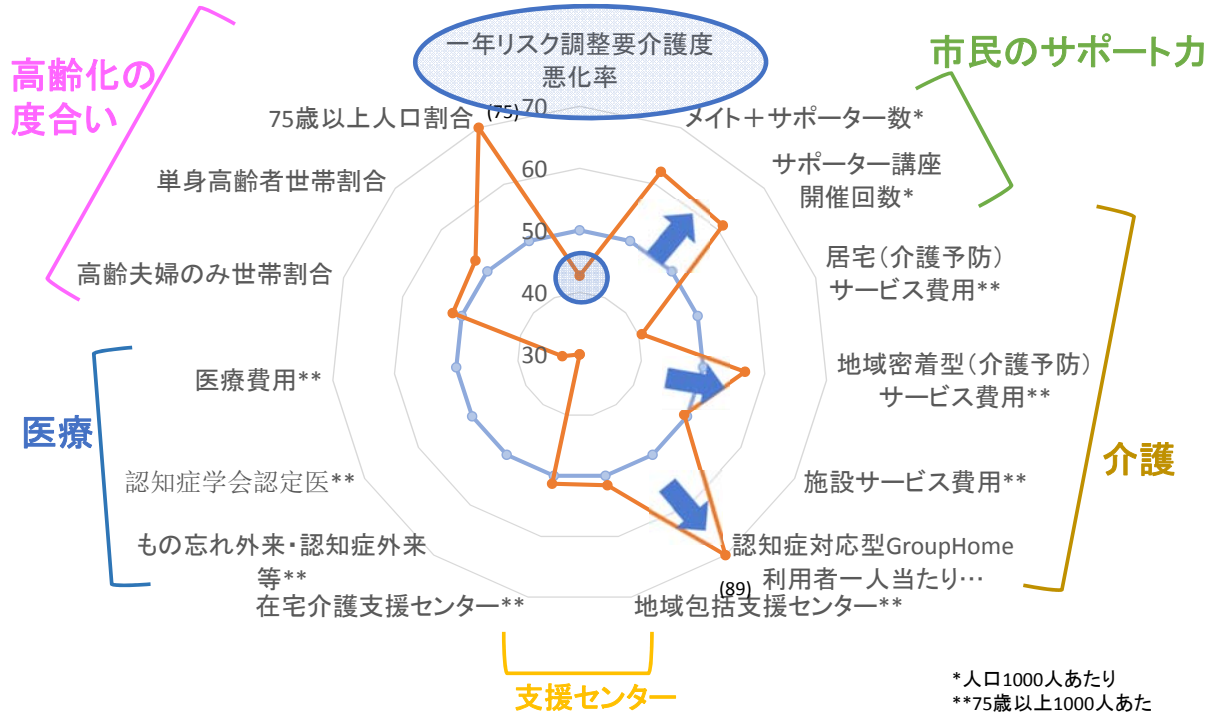 一年リスク調整要介護度
悪化率
高齢化の
度合い
市民のサポート力
75歳以上人口割合
(75)
70
メイト＋サポーター数*
単身高齢者世帯割合
60
サポーター講座
開催回数*
50
高齢夫婦のみ世帯割合
居宅（介護予防）
サービス費用**
40
30
医療費用**
地域密着型（介護予防）
サービス費用**
医療
介護
認知症学会認定医**
施設サービス費用**
もの忘れ外来・認知症外来
等**
認知症対応型GroupHome
利用者一人当たり…
(89)
在宅介護支援センター**
地域包括支援センター**
支援センター
*人口1000人あたり
**75歳以上1000人あた